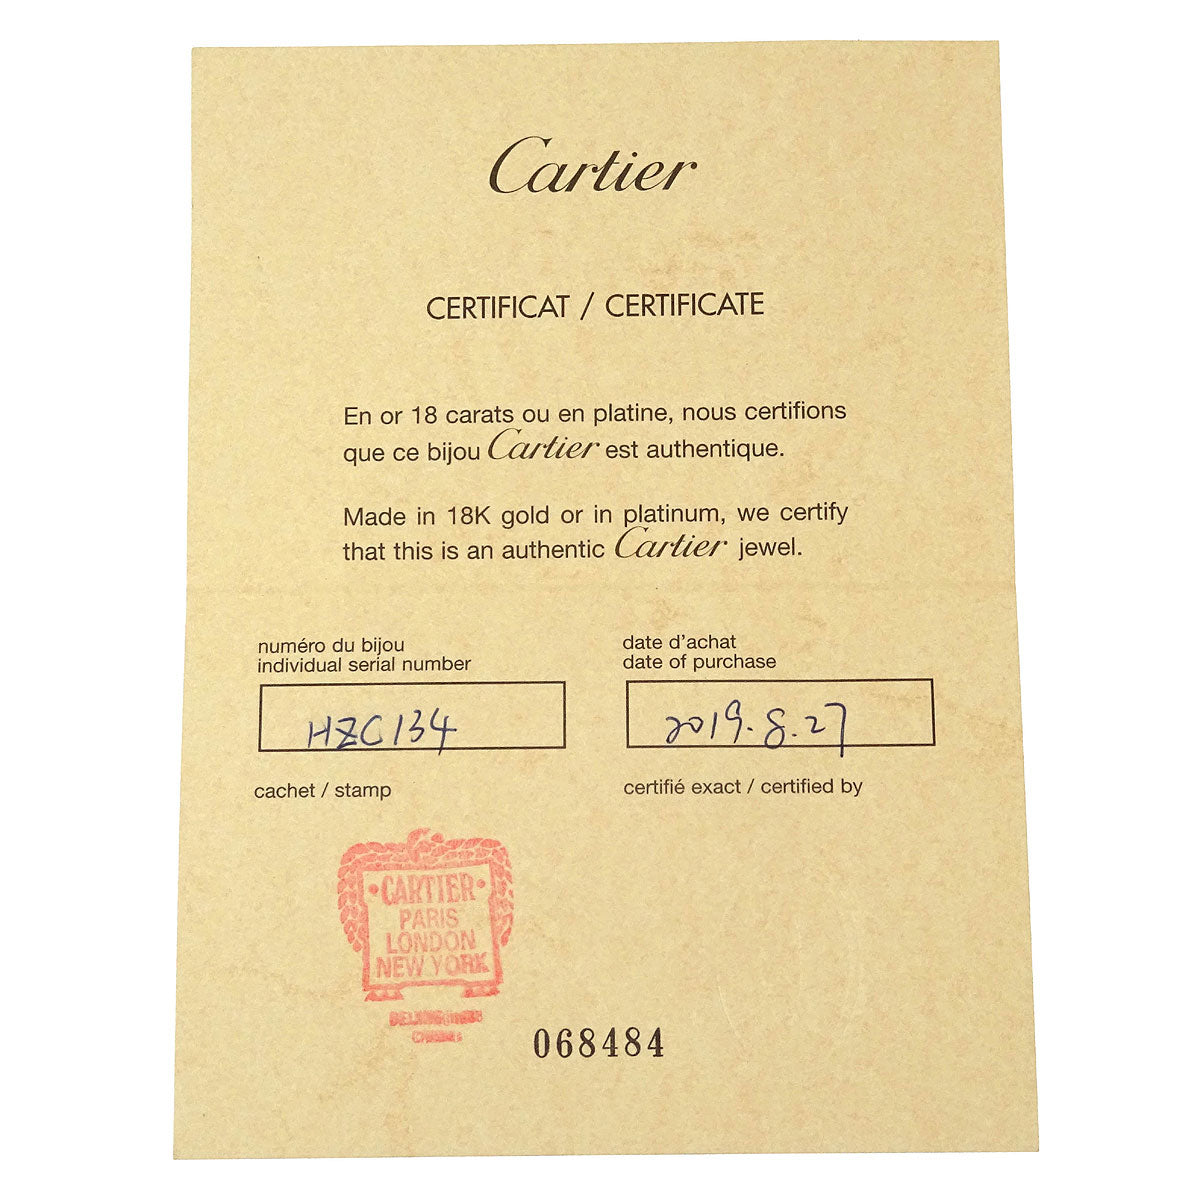 Cartier
CERTIFICAT / CERTIFICATE
En or 18 carats ou en platine, nous certifions
que ce bijou Cartier est authentique.
Made in 18K gold or in platinum, we certify
that this is an authentic Cartier jewel.
numéro du bijou
individual serial number
HZC134
date d'achat
date of purchase
2019.8.27
cachet / stamp
certifié exact / certified by
·CARTIER·
PARIS
LONDON
NEW YORK
068484